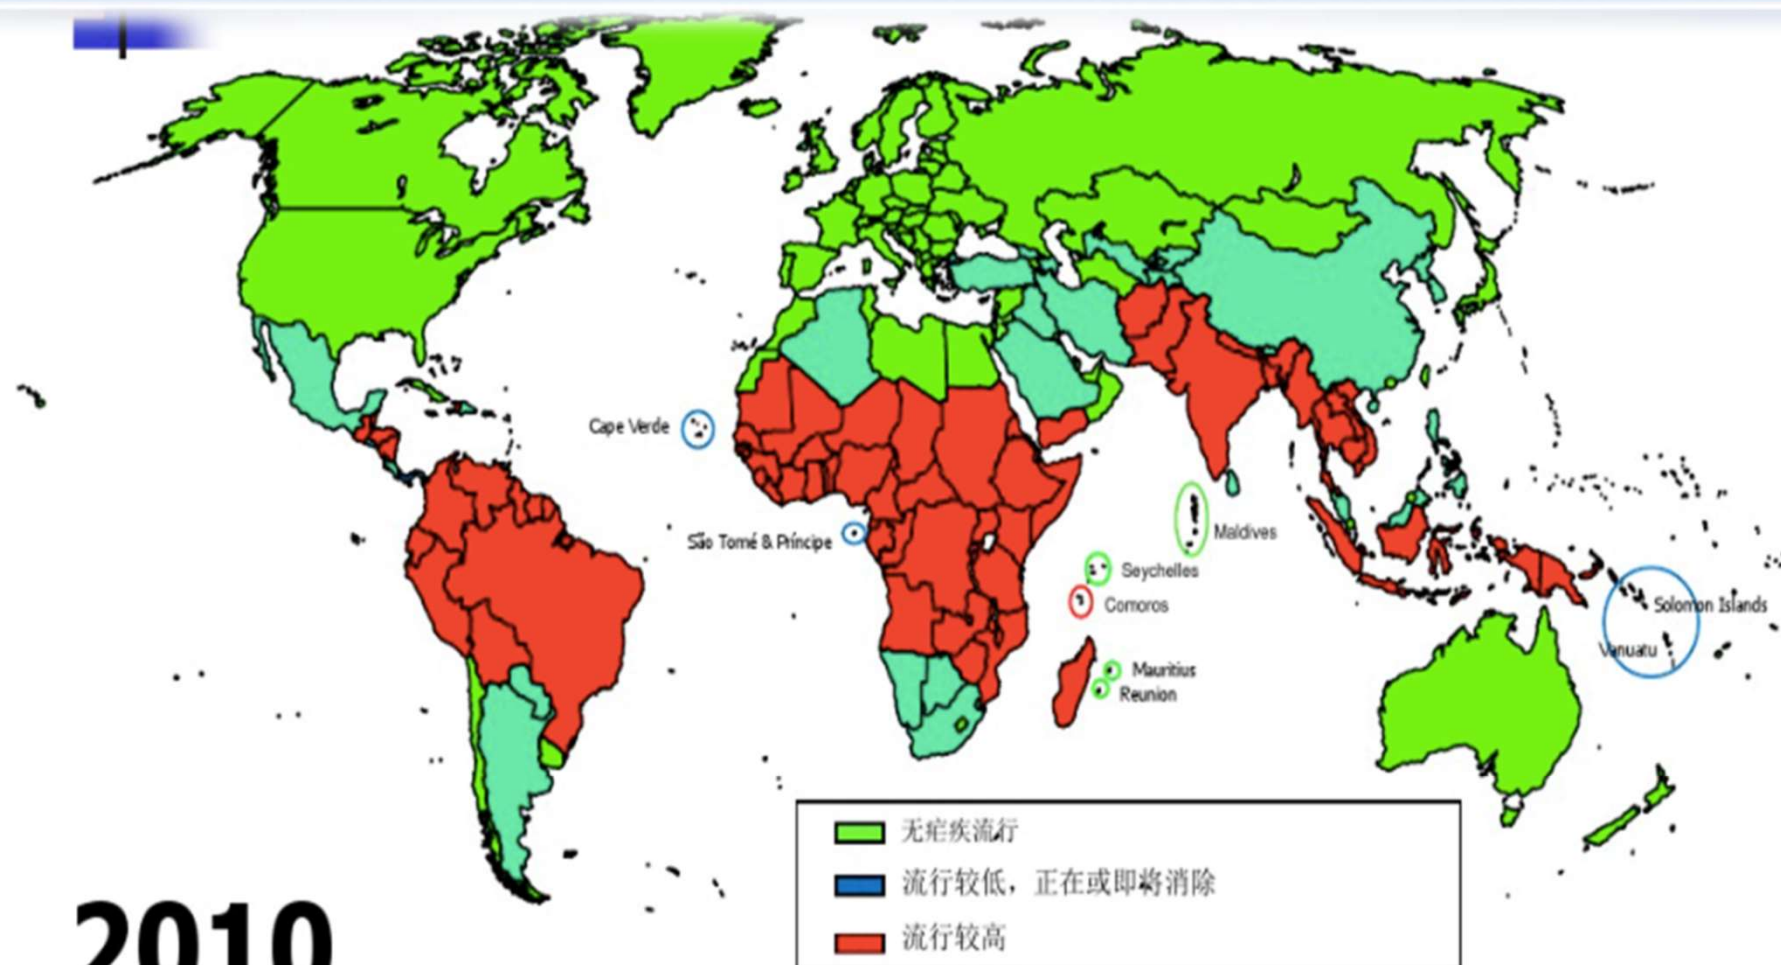 Cape Verde
São Tomé & Príncipe
Maldives
Seychelles
Comoros
Mauritius
Reunion
Solomon Islands
Vanuatu
无疟疾流行
流行较低，正在或即将消除
流行较高
2010